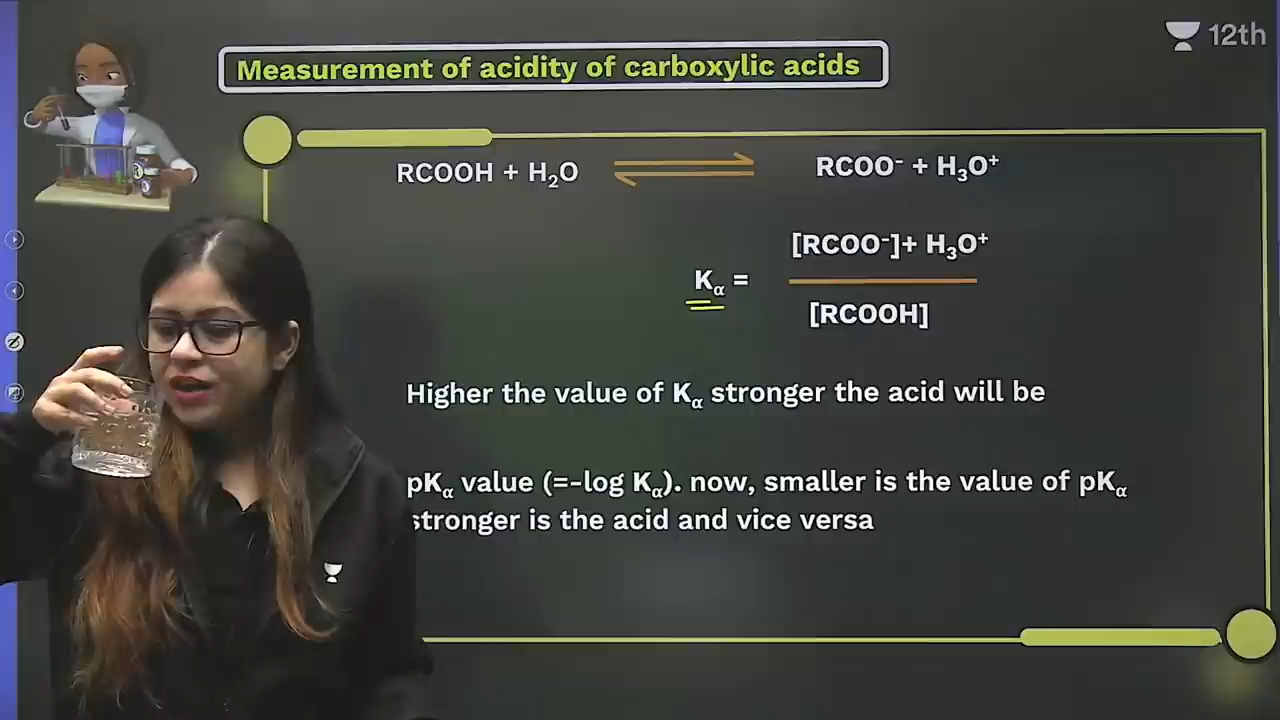 12th
Measurement of acidity of carboxylic acids
RCOOH + H₂O ⇌ RCOO⁻ + H₃O⁺
[RCOO⁻]+ H₃O⁺
Kα =
[RCOOH]
Higher the value of Kα stronger the acid will be
pKα value (=-log Kα). now, smaller is the value of pKα
stronger is the acid and vice versa